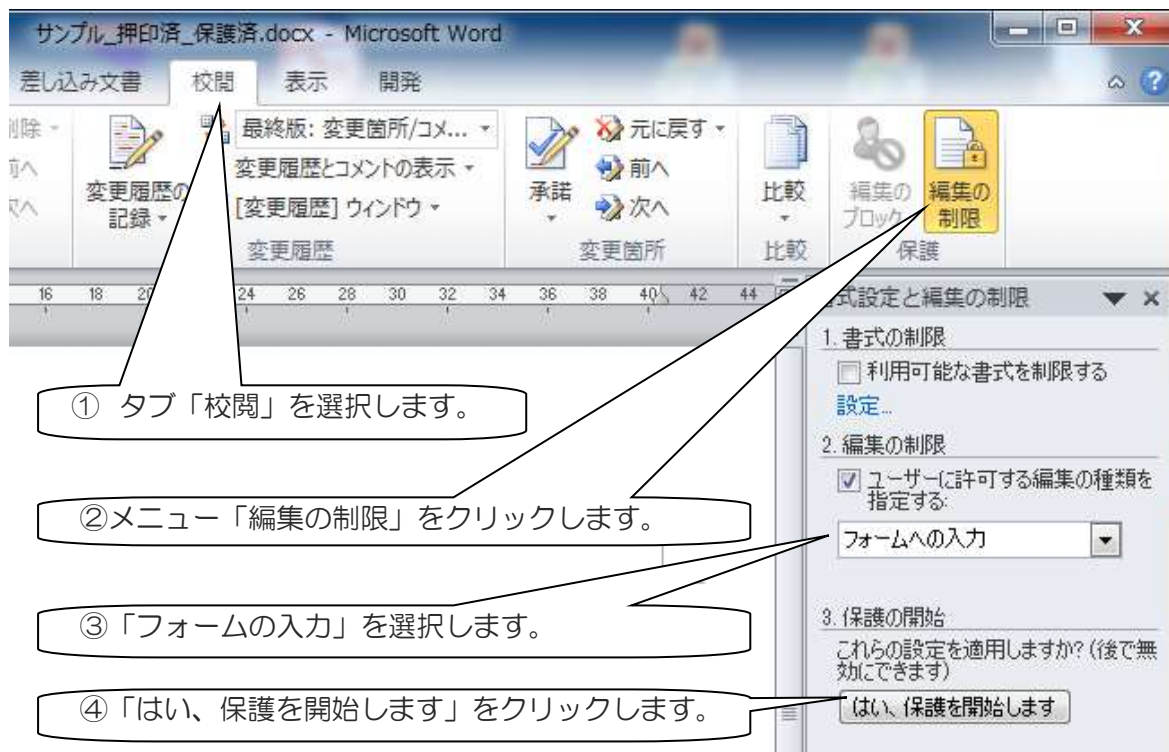 サンプル_押印済_保護済.docx - Microsoft Word
差し込み文書 校閲 表示 開発
削除
前へ
次へ
変更履歴の
記録
最終版: 変更箇所/コメ...
変更履歴とコメントの表示
[変更履歴] ウィンドウ
変更履歴
承諾
元に戻す
前へ
次へ
変更箇所
比較
比較
編集の
ブロック
編集の
制限
保護
16 18 20 24 26 28 30 32 34 36 38 40 42 44
式設定と編集の制限
1. 書式の制限
利用可能な書式を制限する
設定...
2. 編集の制限
ユーザーに許可する編集の種類を
指定する:
フォームへの入力
3. 保護の開始
これらの設定を適用しますか? (後で無
効にできます)
はい、保護を開始します
① タブ「校閲」を選択します。
②メニュー「編集の制限」をクリックします。
③「フォームの入力」を選択します。
④「はい、保護を開始します」をクリックします。